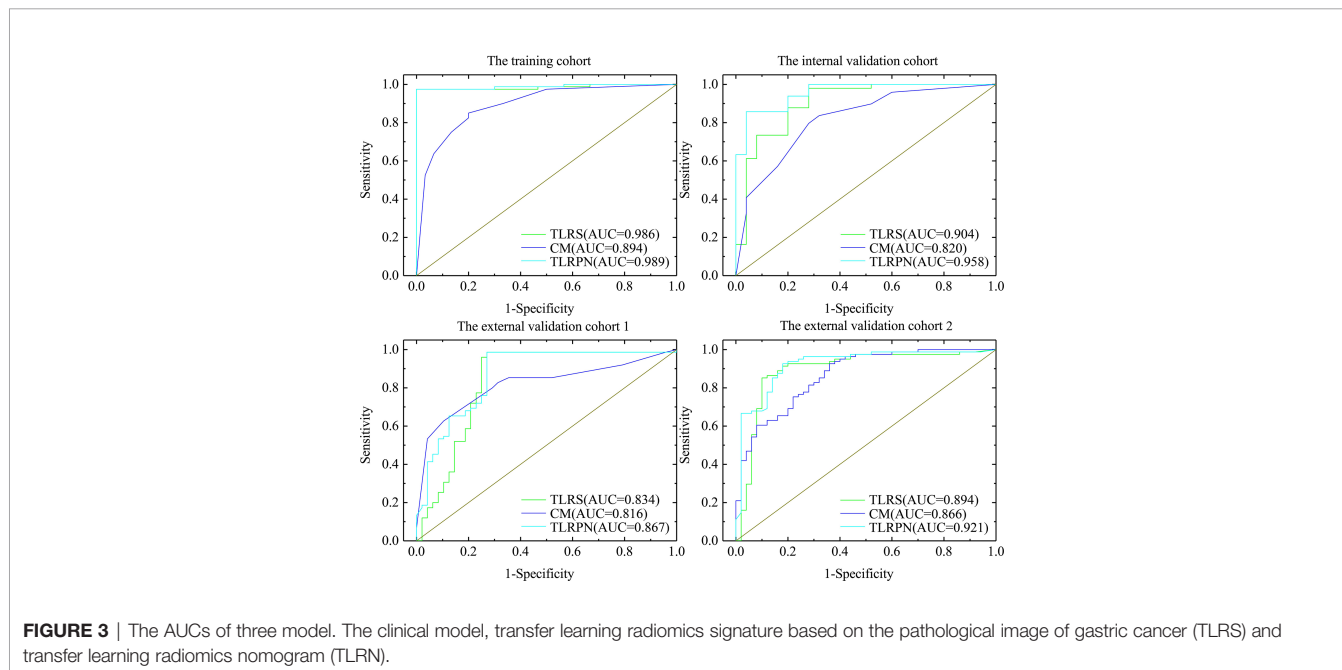 The training cohort
1.0
0.8
0.6
0.4
0.2
0.0
Sensitivity
TLRS(AUC=0.986)
CM(AUC=0.894)
TLRPN(AUC=0.989)
0.0 0.2 0.4 0.6 0.8 1.0
1-Specificity
The internal validation cohort
1.0
0.8
0.6
0.4
0.2
0.0
Sensitivity
TLRS(AUC=0.904)
CM(AUC=0.820)
TLRPN(AUC=0.958)
0.0 0.2 0.4 0.6 0.8 1.0
1-Specificity
The external validation cohort 1
1.0
0.8
0.6
0.4
0.2
0.0
Sensitivity
TLRS(AUC=0.834)
CM(AUC=0.816)
TLRPN(AUC=0.867)
0.0 0.2 0.4 0.6 0.8 1.0
1-Specificity
The external validation cohort 2
1.0
0.8
0.6
0.4
0.2
0.0
Sensitivity
TLRS(AUC=0.894)
CM(AUC=0.866)
TLRPN(AUC=0.921)
0.0 0.2 0.4 0.6 0.8 1.0
1-Specificity
FIGURE 3 | The AUCs of three model. The clinical model, transfer learning radiomics signature based on the pathological image of gastric cancer (TLRS) and
transfer learning radiomics nomogram (TLRN).